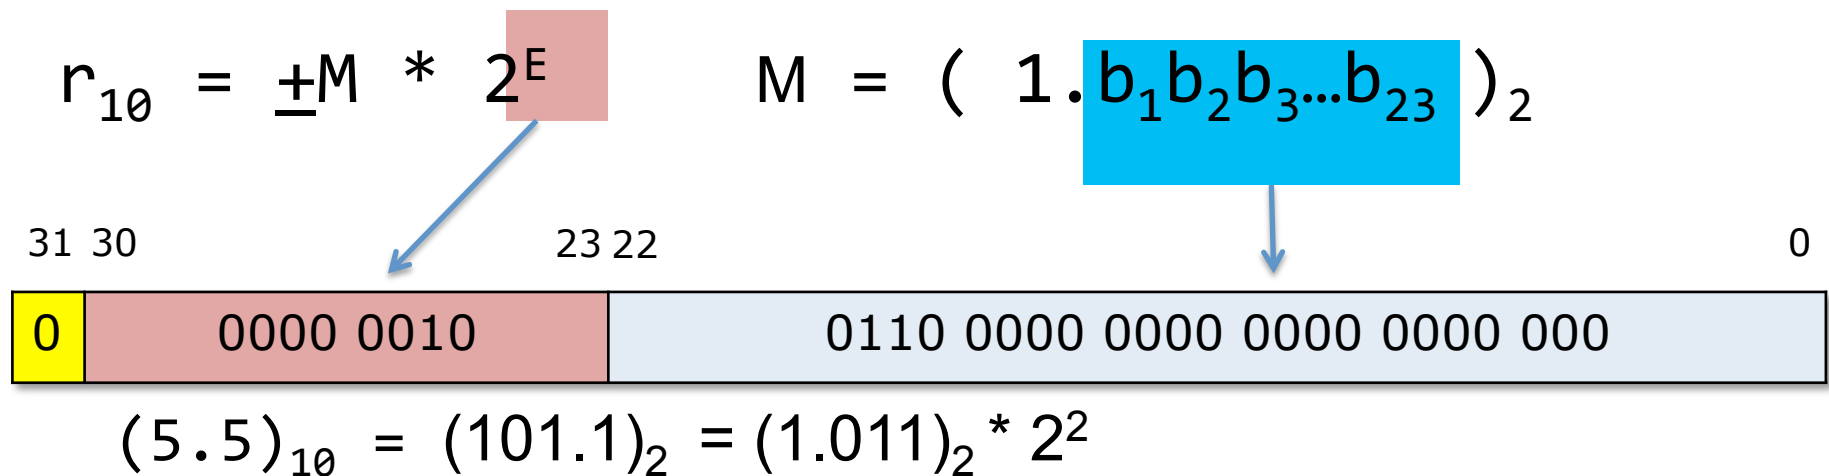 r₁₀ = ±M * 2ᴱ M = ( 1.b₁b₂b₃…b₂₃ )₂
31 30 23 22 0
0 0000 0010 0110 0000 0000 0000 0000 000
(5.5)₁₀ = (101.1)₂ = (1.011)₂ * 2²